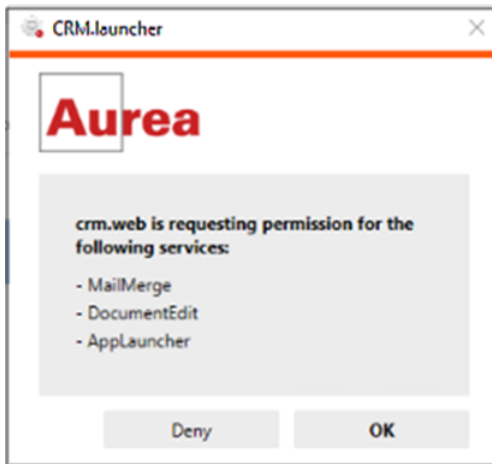 CRM.launcher
Aurea
crm.web is requesting permission for the
following services:
- MailMerge
- DocumentEdit
- AppLauncher
Deny
OK